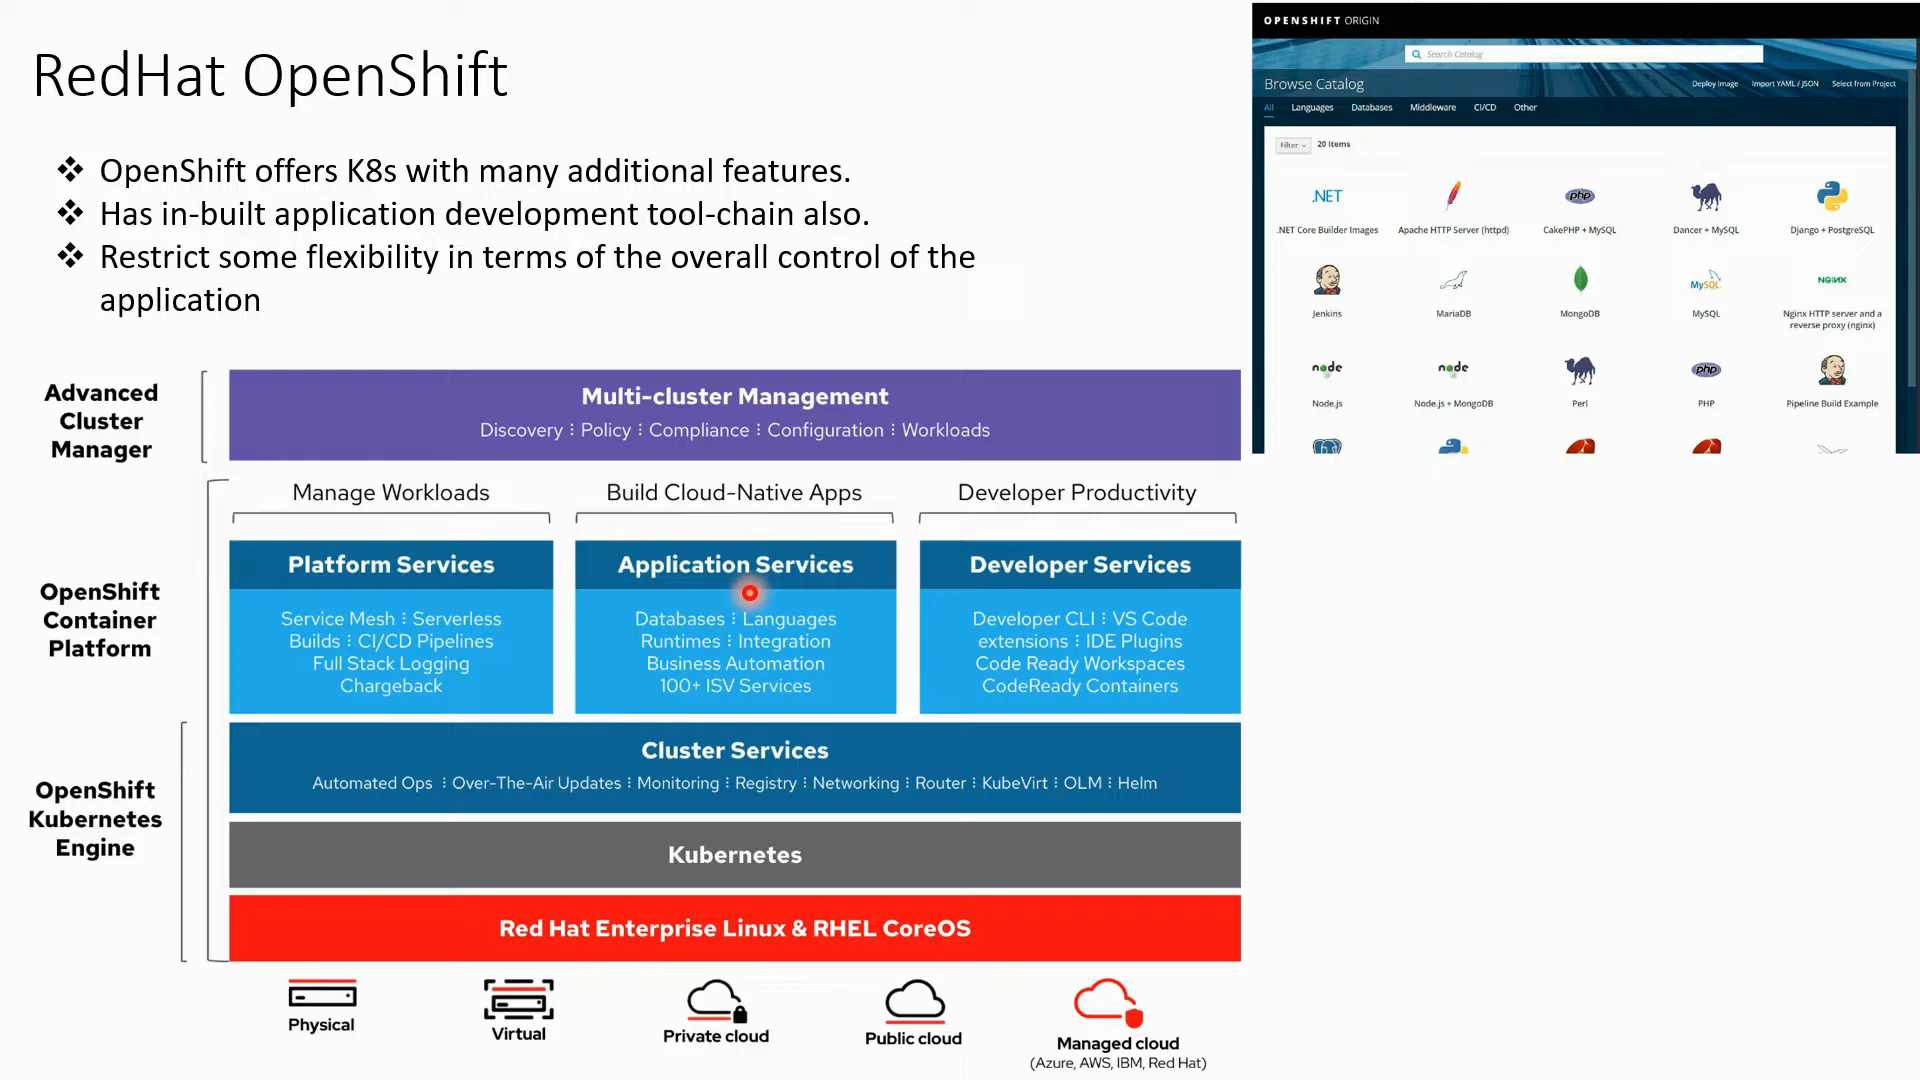 RedHat OpenShift
❖ OpenShift offers K8s with many additional features.
❖ Has in-built application development tool-chain also.
❖ Restrict some flexibility in terms of the overall control of the
application
OPENSHIFT ORIGIN
Search Catalog
Browse Catalog
Deploy Image Import YAML / JSON Select from Project
All Languages Databases Middleware CI/CD Other
Filter 20 Items
.NET
php
.NET Core Builder Images Apache HTTP Server (httpd) CakePHP + MySQL Dancer + MySQL Django + PostgreSQL
MySQL NGINX
Jenkins MariaDB MongoDB MySQL Nginx HTTP server and a
reverse proxy (nginx)
node node php
Node.js Node.js + MongoDB Perl PHP Pipeline Build Example
Advanced
Cluster
Manager
Multi-cluster Management
Discovery ⋮ Policy ⋮ Compliance ⋮ Configuration ⋮ Workloads
Manage Workloads Build Cloud-Native Apps Developer Productivity
OpenShift
Container
Platform
Platform Services
Service Mesh ⋮ Serverless
Builds ⋮ CI/CD Pipelines
Full Stack Logging
Chargeback
Application Services
Databases ⋮ Languages
Runtimes ⋮ Integration
Business Automation
100+ ISV Services
Developer Services
Developer CLI ⋮ VS Code
extensions ⋮ IDE Plugins
Code Ready Workspaces
CodeReady Containers
OpenShift
Kubernetes
Engine
Cluster Services
Automated Ops ⋮ Over-The-Air Updates ⋮ Monitoring ⋮ Registry ⋮ Networking ⋮ Router ⋮ KubeVirt ⋮ OLM ⋮ Helm
Kubernetes
Red Hat Enterprise Linux & RHEL CoreOS
Physical
Virtual
Private cloud
Public cloud
Managed cloud
(Azure, AWS, IBM, Red Hat)